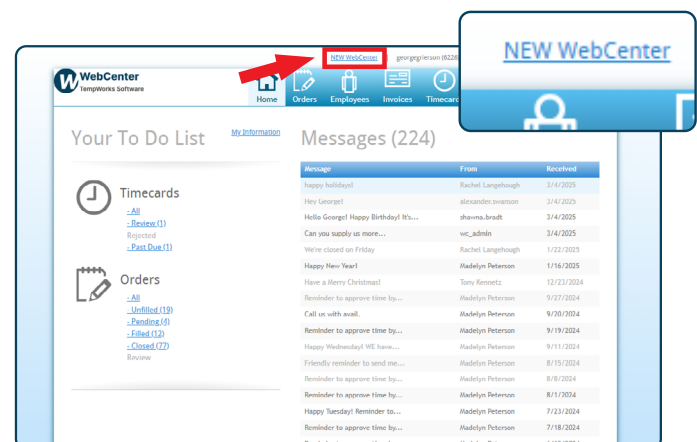 NEW WebCenter
NEW WebCenter georgegrierson (622
WebCenter
TempWorks Software
Home Orders Employees Invoices Timecard
Your To Do List
My Information
Messages (224)
Message From Received
happy holidays! Rachel Langehough 3/4/2025
Hey George! alexander.swanson 3/4/2025
Hello George! Happy Birthday! It's... shawna.bradt 3/4/2025
Can you supply us more... wc_admin 3/4/2025
We're closed on Friday Rachel Langehough 1/22/2025
Happy New Year! Madelyn Peterson 1/16/2025
Have a Merry Christmas! Tony Kennetz 12/23/2024
Reminder to approve time by... Madelyn Peterson 9/27/2024
Call us with avail. Madelyn Peterson 9/20/2024
Reminder to approve time by... Madelyn Peterson 9/19/2024
Happy Wednesday! WE have... Madelyn Peterson 9/11/2024
Friendly reminder to send me... Madelyn Peterson 8/15/2024
Reminder to approve time by... Madelyn Peterson 8/8/2024
Reminder to approve time by... Madelyn Peterson 8/1/2024
Happy Tuesday! Reminder to... Madelyn Peterson 7/23/2024
Reminder to approve time by... Madelyn Peterson 7/18/2024
Timecards
- All
- Review (1)
Rejected
- Past Due (1)
Orders
- All
Unfilled (19)
- Pending (4)
- Filled (12)
- Closed (77)
Review